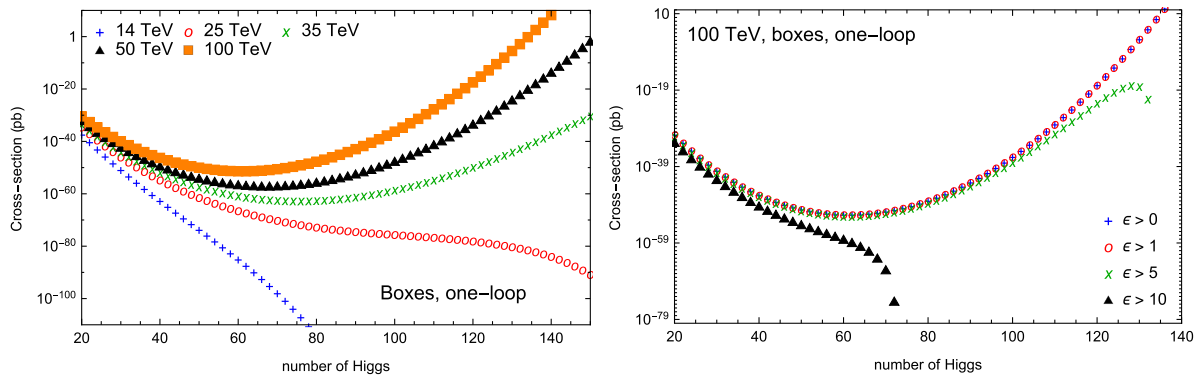 + 14 TeV o 25 TeV x 35 TeV
▲ 50 TeV ■ 100 TeV
1
10^-20
10^-40
10^-60
10^-80
10^-100
Cross-section (pb)
Boxes, one-loop
20 40 60 80 100 120 140
number of Higgs
100 TeV, boxes, one-loop
10
10^-19
10^-39
10^-59
10^-79
Cross-section (pb)
+ ϵ > 0
o ϵ > 1
x ϵ > 5
▲ ϵ > 10
20 40 60 80 100 120 140
number of Higgs